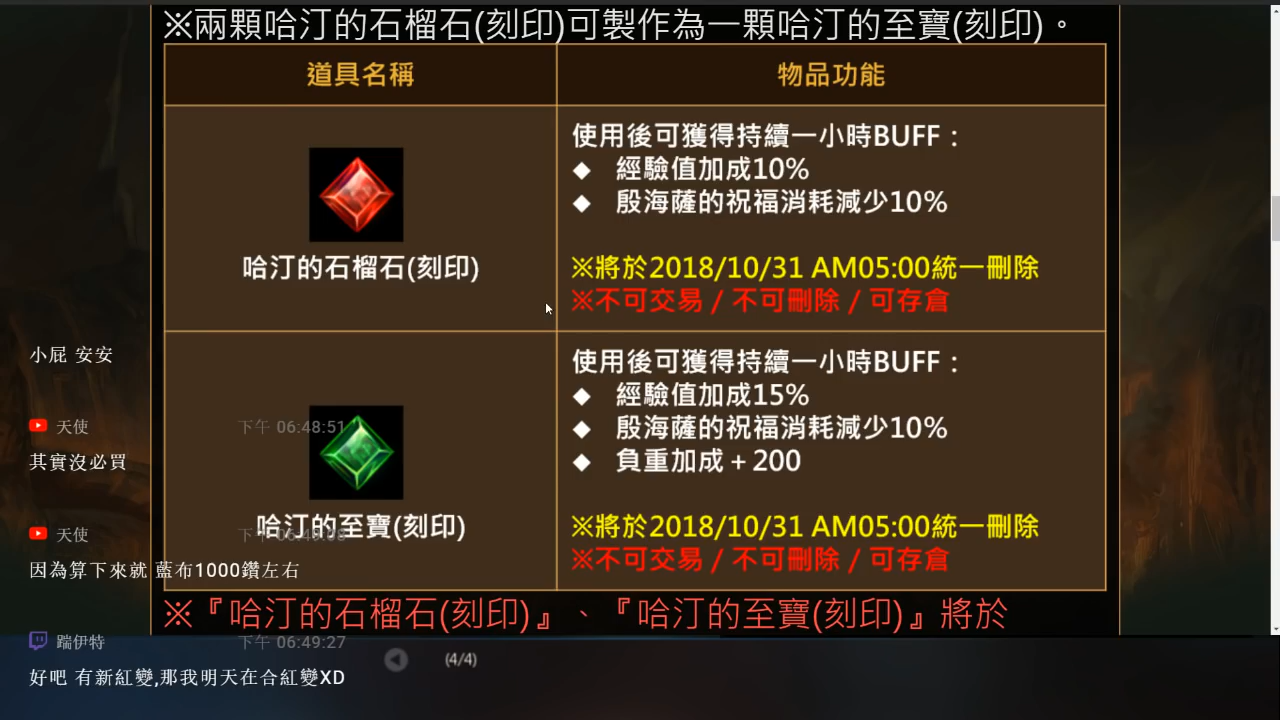 ※兩顆哈汀的石榴石(刻印)可製作為一顆哈汀的至寶(刻印)。
道具名稱
物品功能
哈汀的石榴石(刻印)
使用後可獲得持續一小時BUFF：
◆ 經驗值加成10%
◆ 殷海薩的祝福消耗減少10%
※將於2018/10/31 AM05:00統一刪除
※不可交易 / 不可刪除 / 可存倉
哈汀的至寶(刻印)
使用後可獲得持續一小時BUFF：
◆ 經驗值加成15%
◆ 殷海薩的祝福消耗減少10%
◆ 負重加成＋200
※將於2018/10/31 AM05:00統一刪除
※不可交易 / 不可刪除 / 可存倉
※『哈汀的石榴石(刻印)』、『哈汀的至寶(刻印)』將於
小屁 安安
天使 下午 06:48:51
其實沒必買
天使 下午
因為算下來就 藍布1000鑽左右
踹伊特 下午 06:49:27
好吧 有新紅變,那我明天在合紅變XD
(4/4)